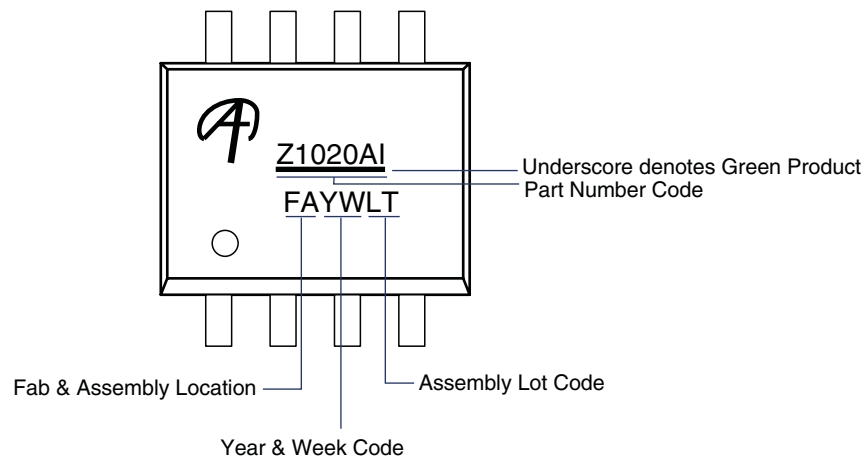 Z1020AI
Underscore denotes Green Product
Part Number Code
FAYWLT
Fab & Assembly Location
Assembly Lot Code
Year & Week Code